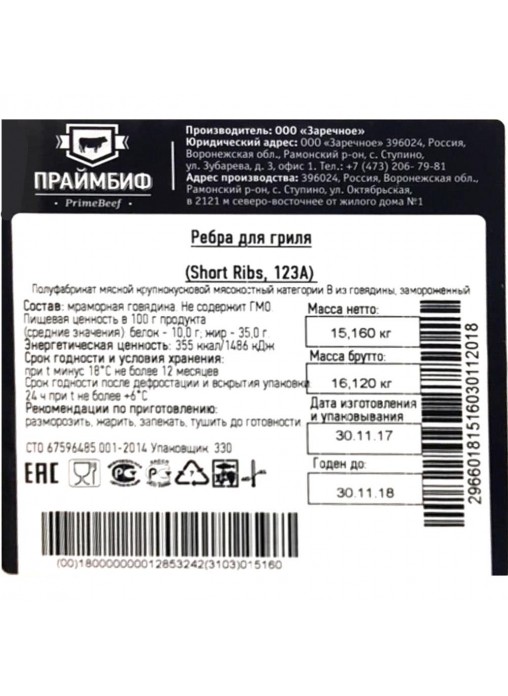 ПРАЙМБИФ
PrimeBeef
Производитель: ООО «Заречное»
Юридический адрес: ООО «Заречное» 396024, Россия,
Воронежская обл., Рамонский р-он, с. Ступино,
ул. Зубарева, д. 3, офис 1, тел.: +7 (473) 206- 79-81
Адрес производства: 396024, Россия, Воронежская обл.,
Рамонский р-он, с. Ступино, ул. Октябрьская,
в 2121 м северо-восточнее от жилого дома №1
Ребра для гриля
(Short Ribs, 123A)
Полуфабрикат мясной крупнокусковой мясокостный категории В из говядины, замороженный
Состав: мраморная говядина. Не содержит ГМО.
Пищевая ценность в 100 г продукта
(средние значения) белок - 10,0 г; жир - 35,0 г
Энергетическая ценность: 355 ккал/1486 кДж
Срок годности и условия хранения:
при t минус 18°С не более 12 месяцев
Срок годности после дефростации и вскрытия упаковки
24 ч при t не более +6°С
Рекомендации по приготовлению:
разморозить, жарить, запекать, тушить до готовности
СТО 67596485.001-2014 Упаковщик: 330
Масса нетто:
15,160 кг
Масса брутто:
16,120 кг
Дата изготовления
и упаковывания
30.11.17
Годен до:
30.11.18
ЕАС
(00)18000000001285324​2(3103)015160
29660181516030112018